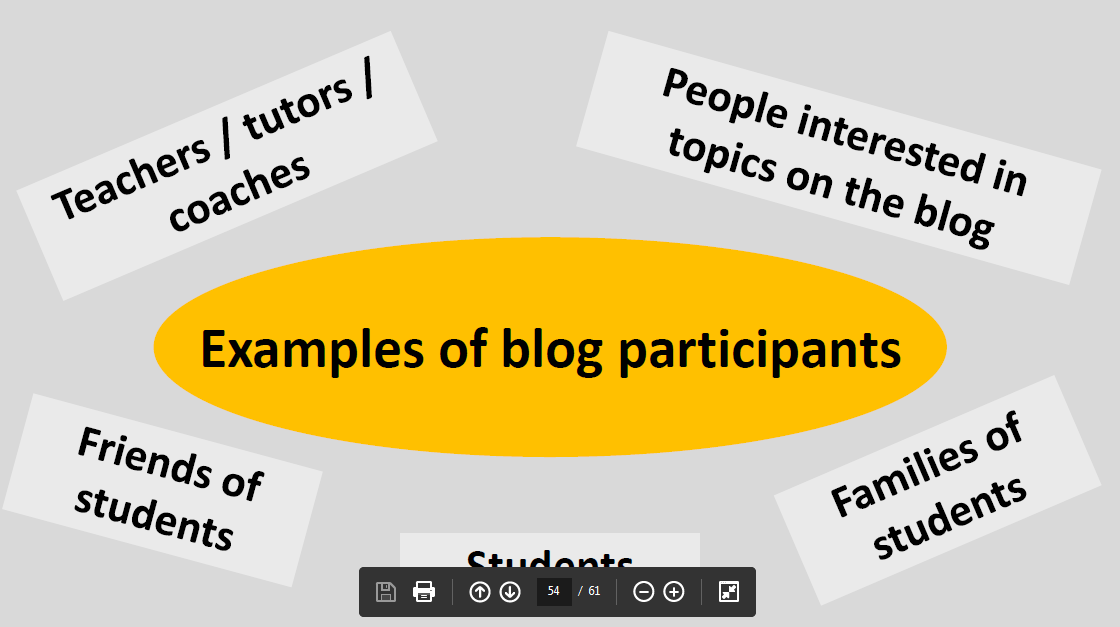 Teachers / tutors /
coaches
People interested in
topics on the blog
Examples of blog participants
Friends of
students
Families of
students
Students
54 / 61